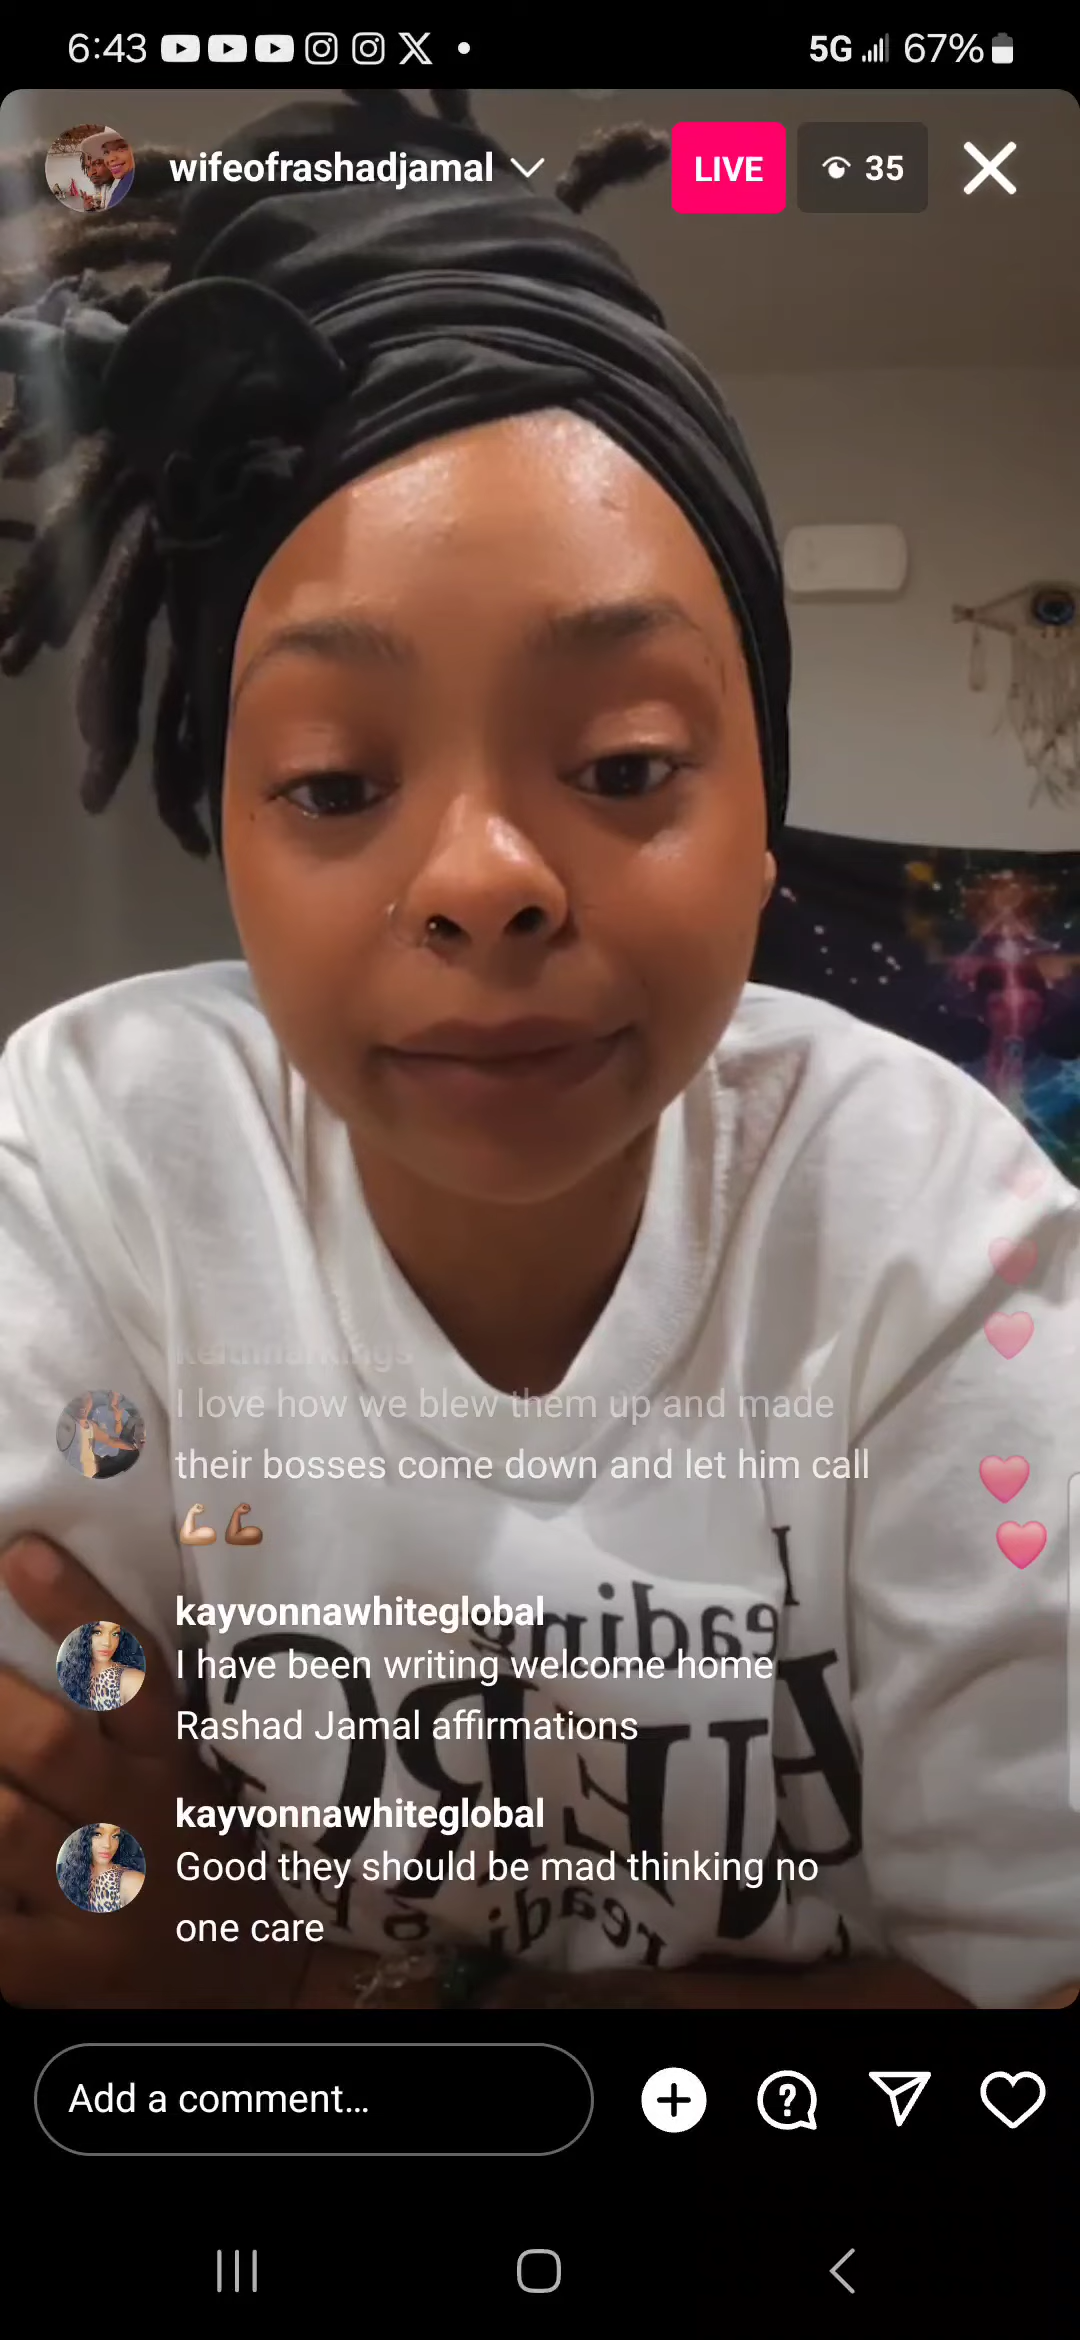 6:43
5G 67%
wifeofrashadjamal
LIVE
35
keithharkings
I love how we blew them up and made
their bosses come down and let him call
💪🏻💪🏾
kayvonnawhiteglobal
I have been writing welcome home
Rashad Jamal affirmations
kayvonnawhiteglobal
Good they should be mad thinking no
one care
Add a comment...